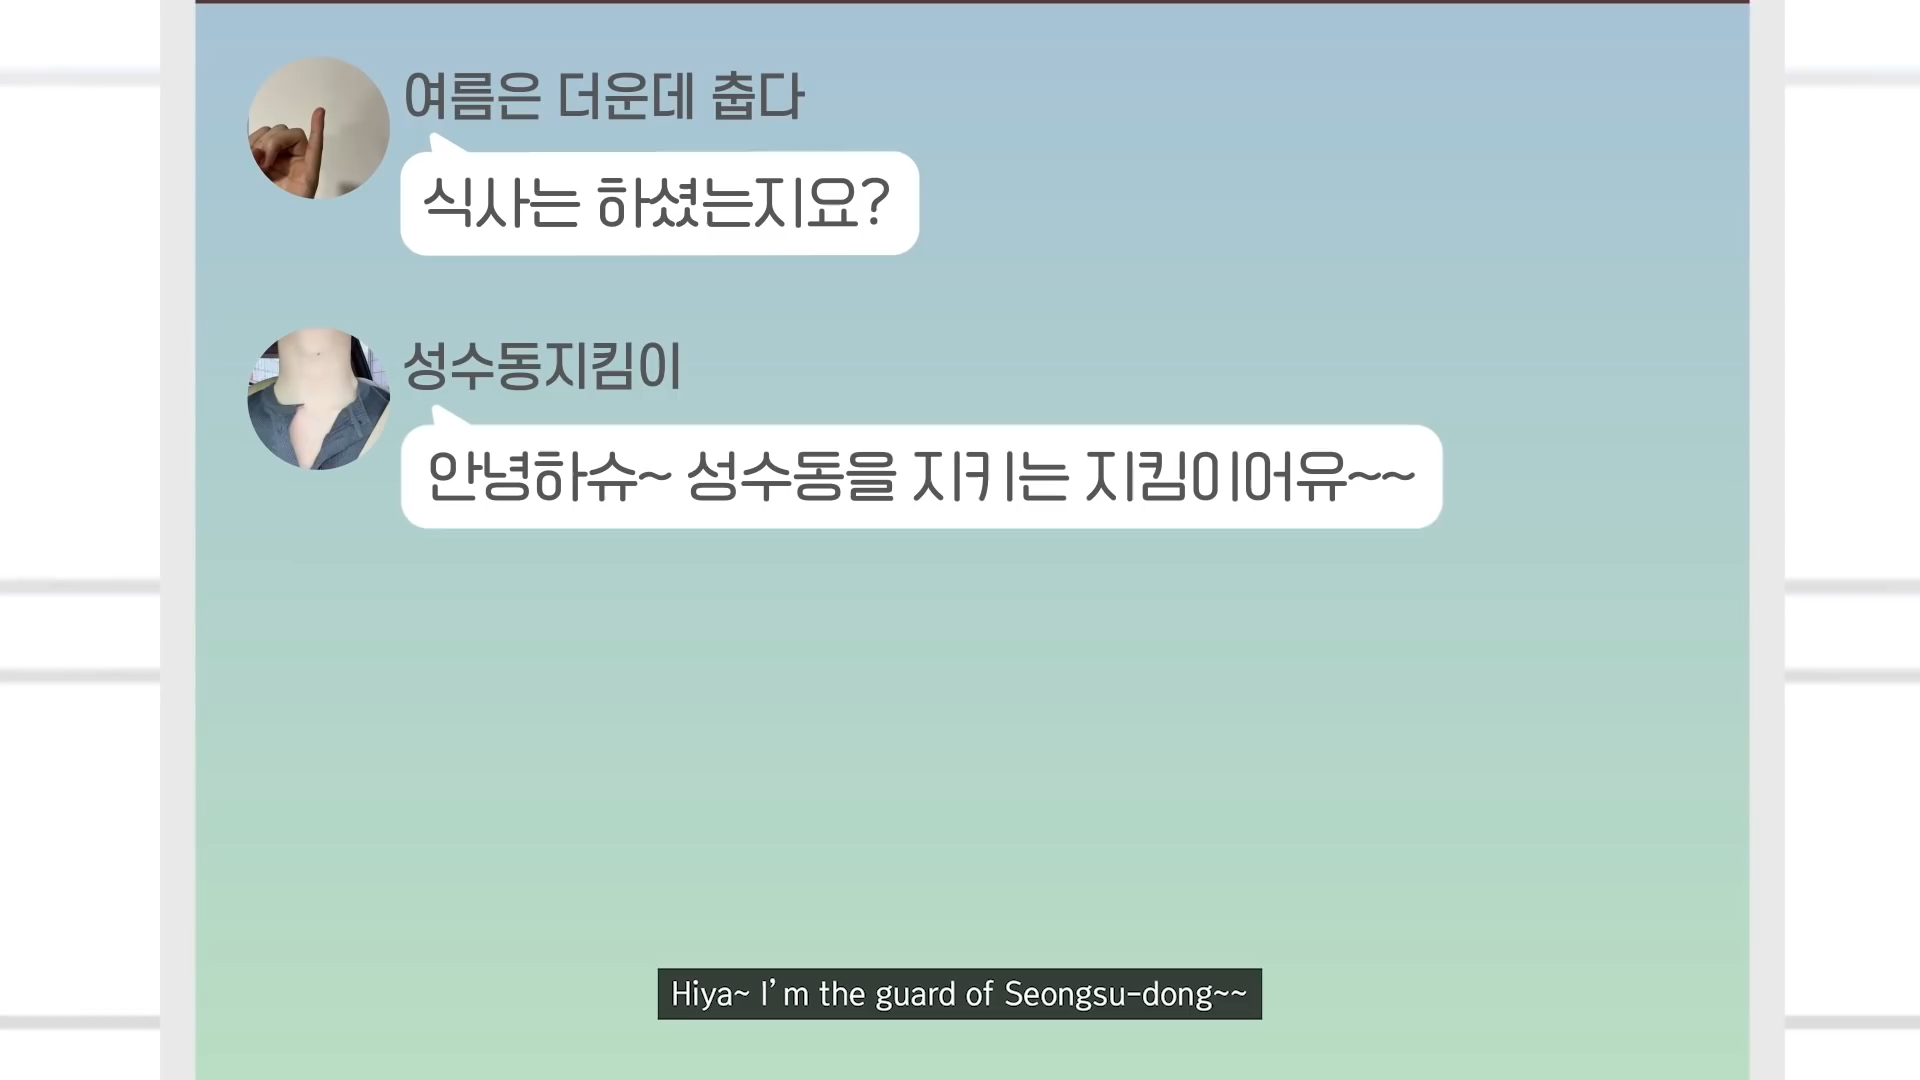 여름은 더운데 춥다
식사는 하셨는지요?
성수동지킴이
안녕하슈~ 성수동을 지키는 지킴이어유~~
Hiya~ I'm the guard of Seongsu-dong~~